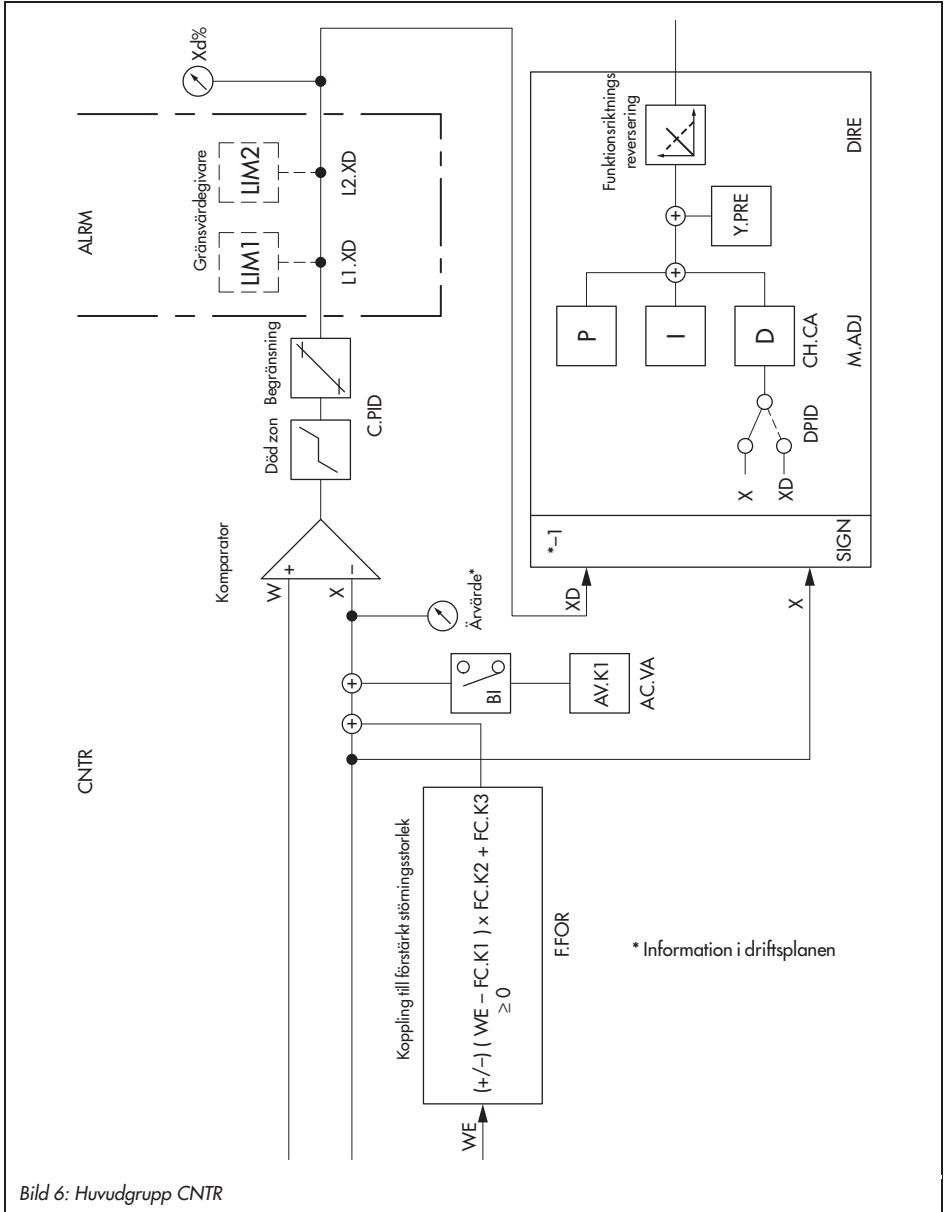 CNTR
ALRM
WE
Koppling till förstärkt störningsstorlek
(+/–) ( WE – FC.K1 ) x FC.K2 + FC.K3
≥ 0
F.FOR
* Information i driftsplanen
BI
AV.K1
AC.VA
Ärvärde*
Komparator
W
+
X
–
Död zon
Begränsning
C.PID
Gränsvärdegivare
LIM1
LIM2
L1.XD
L2.XD
Xd%
XD
X
*–1
SIGN
X
XD
DPID
P
I
D
CH.CA
M.ADJ
+
+
+
+
Y.PRE
Funktionsriktnings
reversering
DIRE
Bild 6: Huvudgrupp CNTR